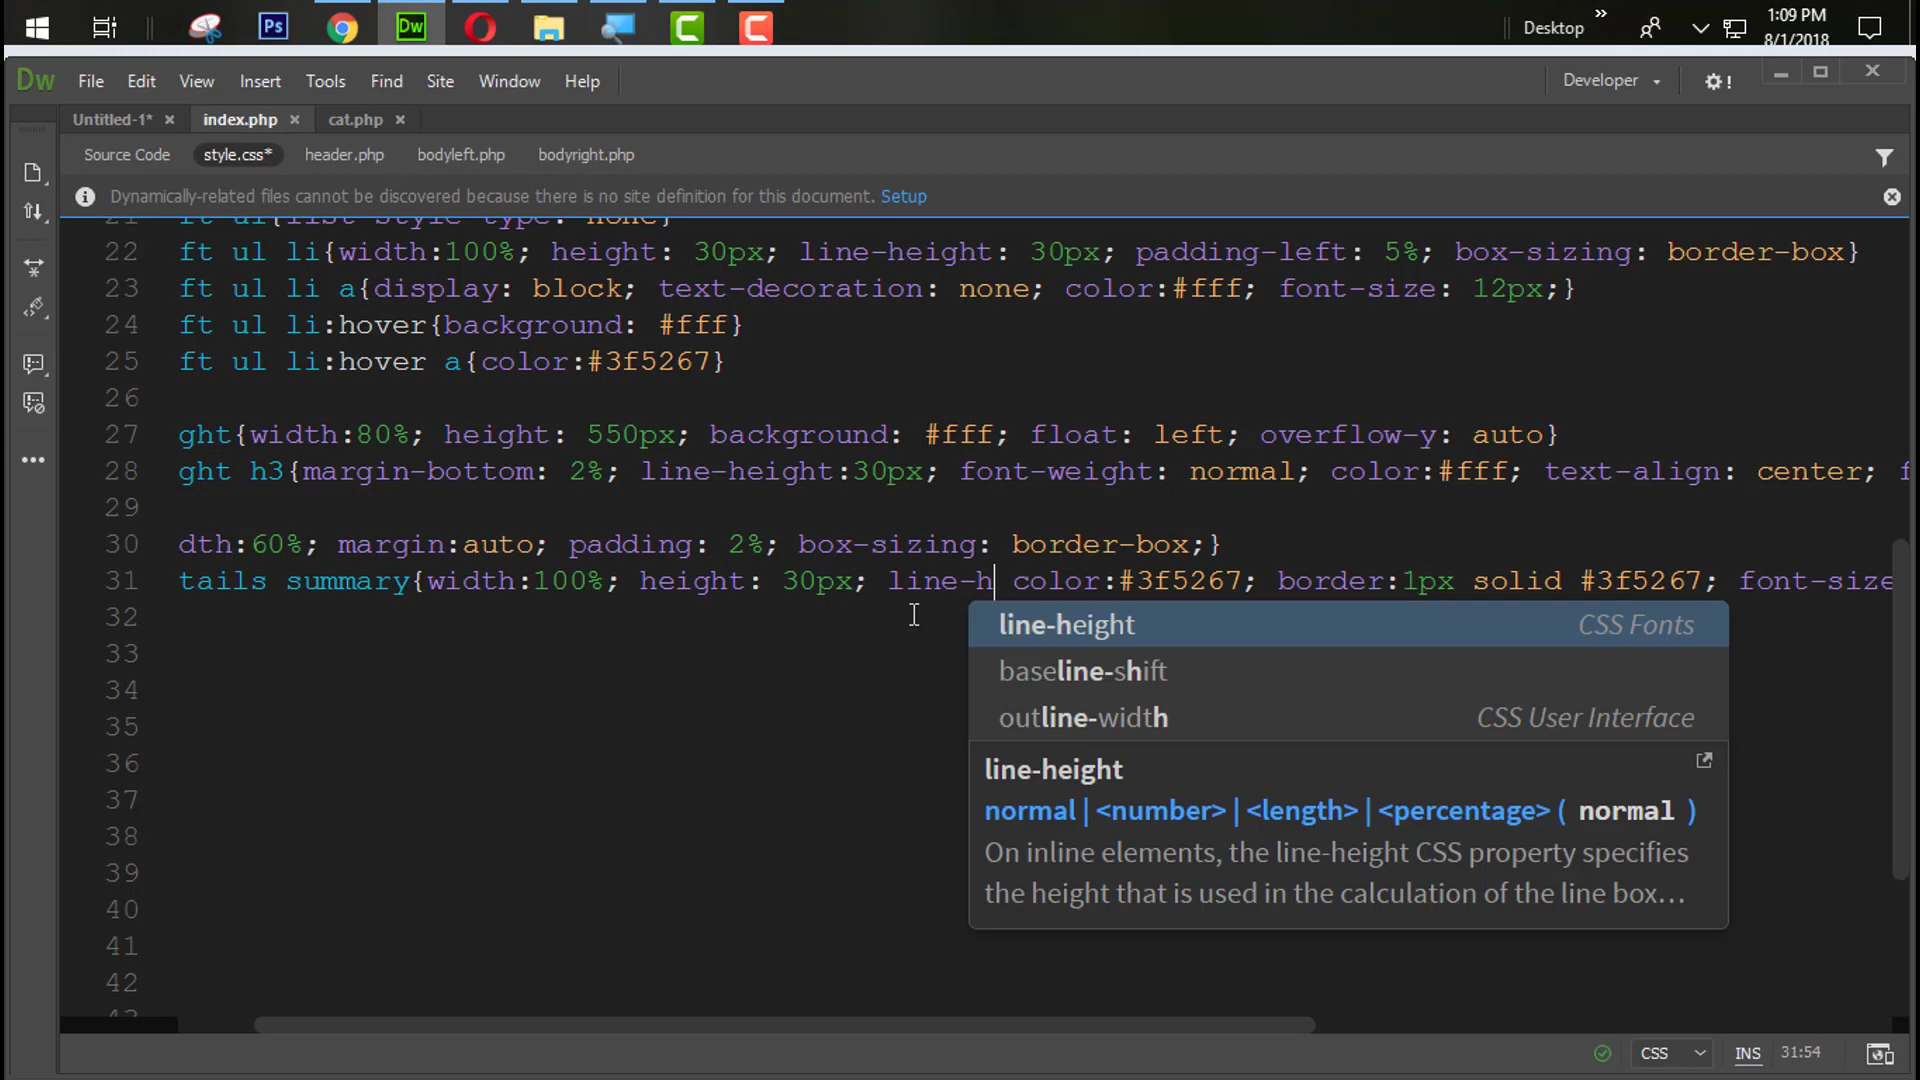 Ps
Dw
Desktop
»
1:09 PM
8/1/2018
Dw File Edit View Insert Tools Find Site Window Help
Developer
!
Untitled-1* × index.php × cat.php ×
Source Code style.css* header.php bodyleft.php bodyright.php
Dynamically-related files cannot be discovered because there is no site definition for this document. Setup
21 ft ul{list-style-type: none}
22 ft ul li{width:100%; height: 30px; line-height: 30px; padding-left: 5%; box-sizing: border-box}
23 ft ul li a{display: block; text-decoration: none; color:#fff; font-size: 12px;}
24 ft ul li:hover{background: #fff}
25 ft ul li:hover a{color:#3f5267}
26
27 ght{width:80%; height: 550px; background: #fff; float: left; overflow-y: auto}
28 ght h3{margin-bottom: 2%; line-height:30px; font-weight: normal; color:#fff; text-align: center; f
29
30 dth:60%; margin:auto; padding: 2%; box-sizing: border-box;}
31 tails summary{width:100%; height: 30px; line-h color:#3f5267; border:1px solid #3f5267; font-size
32
line-height CSS Fonts
33
baseline-shift
34
35
outline-width CSS User Interface
36
line-height
37
normal | <number> | <length> | <percentage> ( normal )
38
On inline elements, the line-height CSS property specifies
39
the height that is used in the calculation of the line box...
40
41
42
43
CSS INS 31:54